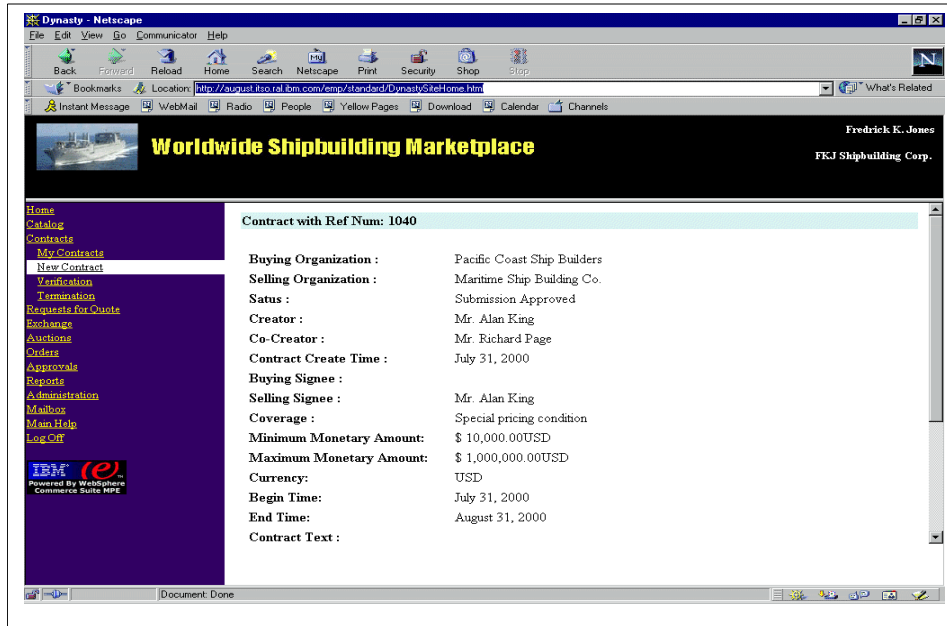 Dynasty - Netscape
File Edit View Go Communicator Help
Back Forward Reload Home Search Netscape Print Security Shop Stop
Bookmarks Location: http://august.itso.ral.ibm.com/emp/standard/DynastySiteHome.html What's Related
Instant Message WebMail Radio People Yellow Pages Download Calendar Channels
Worldwide Shipbuilding Marketplace
Fredrick K. Jones
FKJ Shipbuilding Corp.
Home
Catalog
Contracts
My Contracts
New Contract
Verification
Termination
Requests for Quote
Exchange
Auctions
Orders
Approvals
Reports
Administration
Mailbox
Main Help
Log Off
IBM
Powered By WebSphere
Commerce Suite MPE
Contract with Ref Num: 1040
Buying Organization : Pacific Coast Ship Builders
Selling Organization : Maritime Ship Building Co.
Satus : Submission Approved
Creator : Mr. Alan King
Co-Creator : Mr. Richard Page
Contract Create Time : July 31, 2000
Buying Signee :
Selling Signee : Mr. Alan King
Coverage : Special pricing condition
Minimum Monetary Amount: $ 10,000.00USD
Maximum Monetary Amount: $ 1,000,000.00USD
Currency: USD
Begin Time: July 31, 2000
End Time: August 31, 2000
Contract Text :
Document: Done